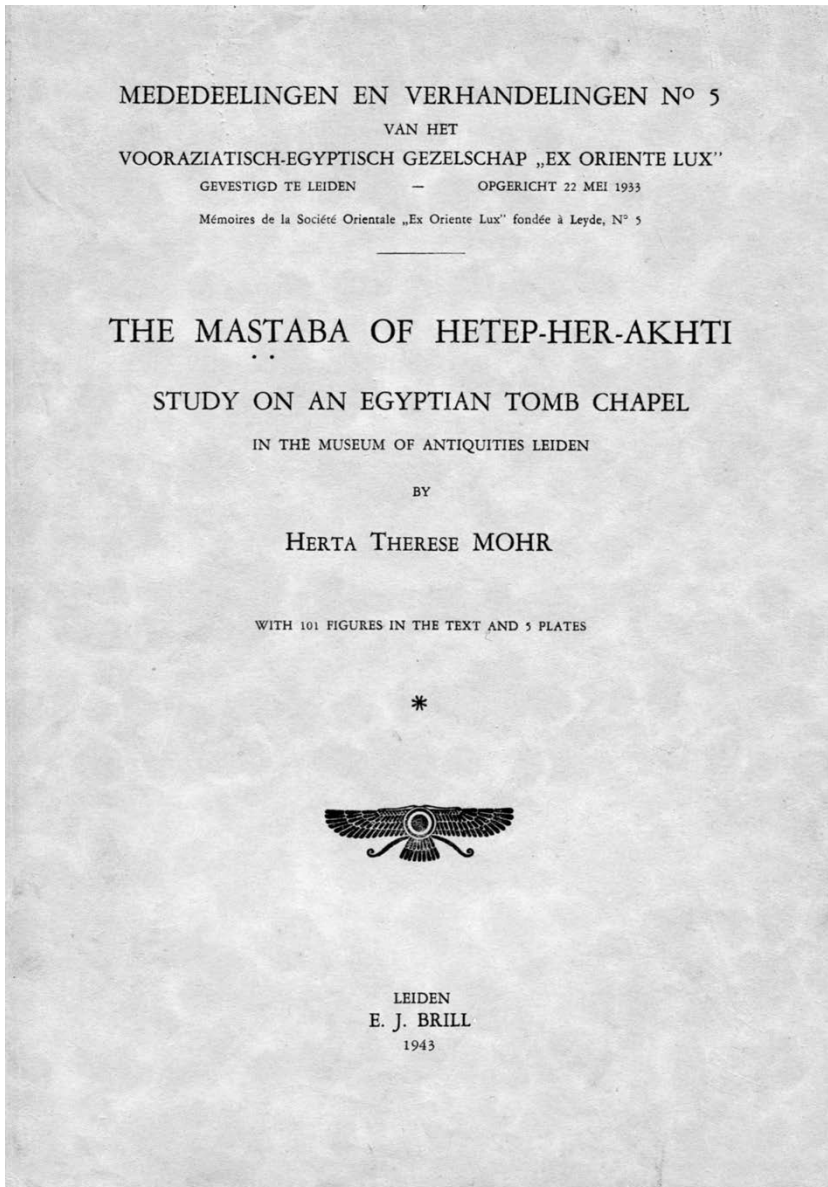 MEDEDEELINGEN EN VERHANDELINGEN Nº 5
VAN HET
VOORAZIATISCH-EGYPTISCH GEZELSCHAP „EX ORIENTE LUX”
GEVESTIGD TE LEIDEN — OPGERICHT 22 MEI 1933
Mémoires de la Société Orientale „Ex Oriente Lux” fondée à Leyde, N° 5
THE MASTABA OF HETEP-HER-AKHTI
STUDY ON AN EGYPTIAN TOMB CHAPEL
IN THE MUSEUM OF ANTIQUITIES LEIDEN
BY
HERTA THERESE MOHR
WITH 101 FIGURES IN THE TEXT AND 5 PLATES
*
LEIDEN
E. J. BRILL
1943